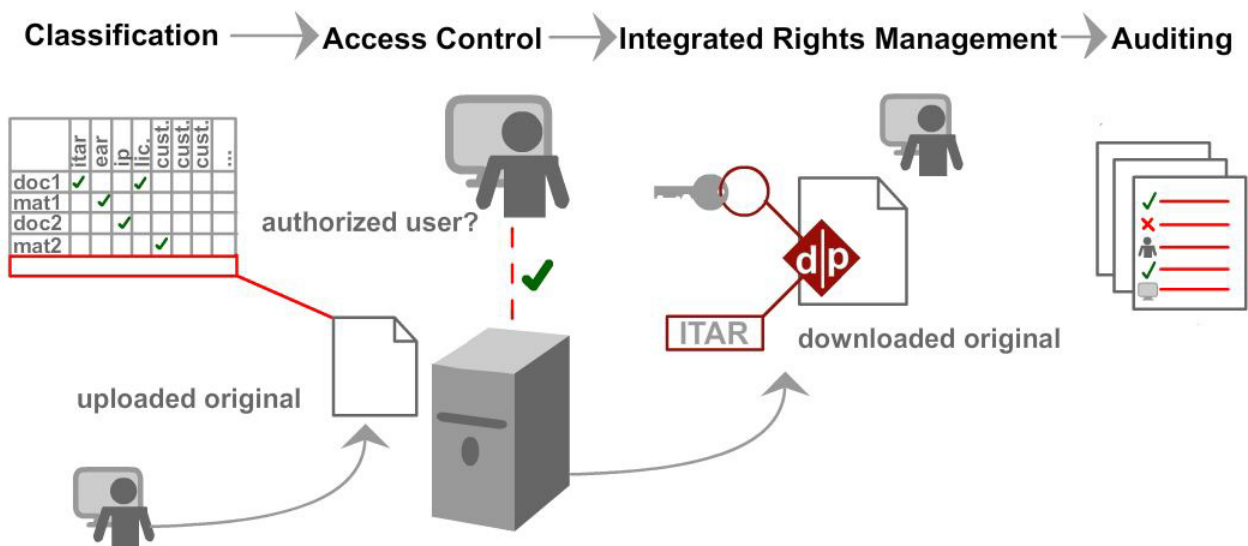 Classification
Access Control
Integrated Rights Management
Auditing
itar
ear
ip
lic.
cust.
cust.
cust.
...
doc1
mat1
doc2
mat2
authorized user?
d|p
ITAR
downloaded original
uploaded original